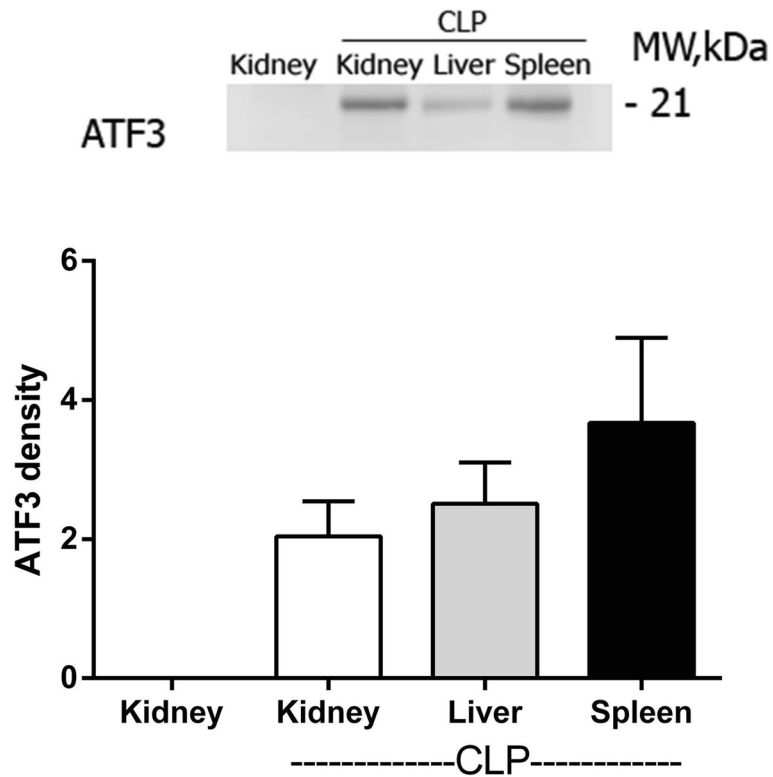 CLP
Kidney Kidney Liver Spleen MW,kDa
ATF3 - 21
6
4
2
0
ATF3 density
Kidney Kidney Liver Spleen
-------------CLP------------